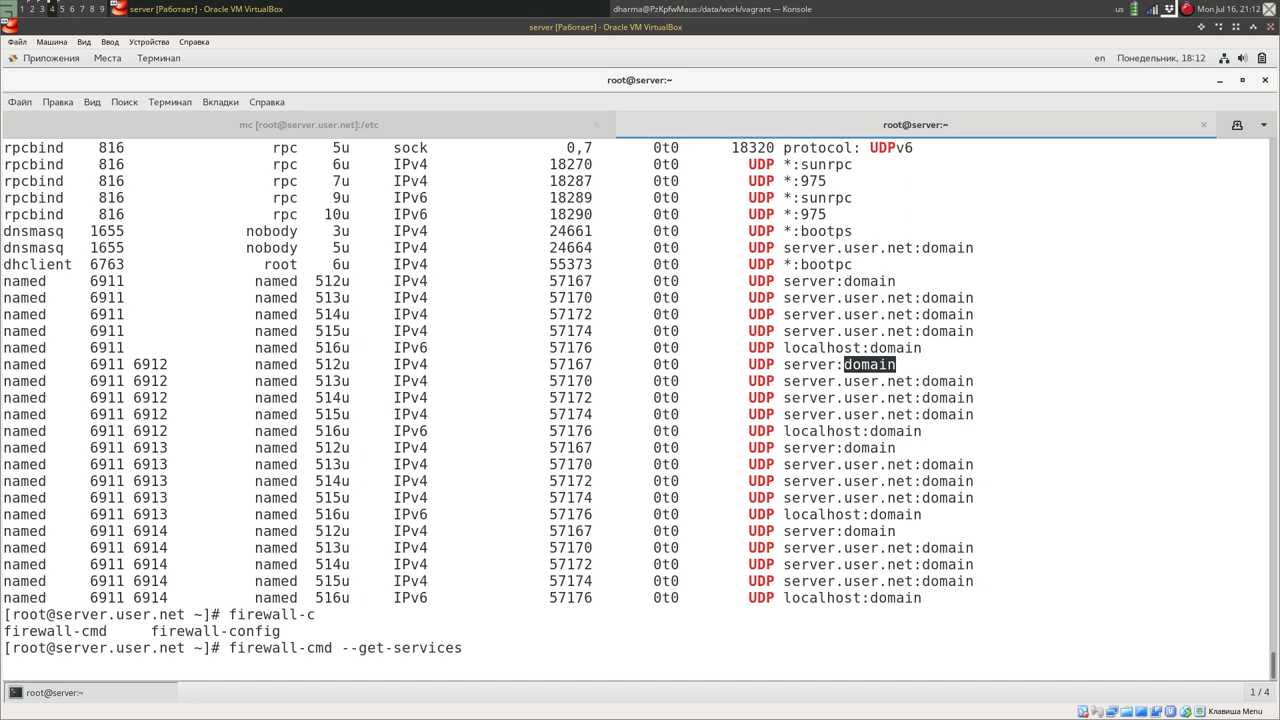 1 2 3 4 5 6 7 8 9 server [Работает] - Oracle VM VirtualBox dharma@PzKpfwMaus:/data/work/vagrant — Konsole us Mon Jul 16, 21:12
server [Работает] - Oracle VM VirtualBox
Файл Машина Вид Ввод Устройства Справка
Приложения Места Терминал en Понедельник, 18:12
root@server:~
Файл Правка Вид Поиск Терминал Вкладки Справка
mc [root@server.user.net]:/etc × root@server:~ ×
rpcbind 816 rpc 5u sock 0,7 0t0 18320 protocol: UDPv6
rpcbind 816 rpc 6u IPv4 18270 0t0 UDP *:sunrpc
rpcbind 816 rpc 7u IPv4 18287 0t0 UDP *:975
rpcbind 816 rpc 9u IPv6 18289 0t0 UDP *:sunrpc
rpcbind 816 rpc 10u IPv6 18290 0t0 UDP *:975
dnsmasq 1655 nobody 3u IPv4 24661 0t0 UDP *:bootps
dnsmasq 1655 nobody 5u IPv4 24664 0t0 UDP server.user.net:domain
dhclient 6763 root 6u IPv4 55373 0t0 UDP *:bootpc
named 6911 named 512u IPv4 57167 0t0 UDP server:domain
named 6911 named 513u IPv4 57170 0t0 UDP server.user.net:domain
named 6911 named 514u IPv4 57172 0t0 UDP server.user.net:domain
named 6911 named 515u IPv4 57174 0t0 UDP server.user.net:domain
named 6911 named 516u IPv6 57176 0t0 UDP localhost:domain
named 6911 6912 named 512u IPv4 57167 0t0 UDP server:domain
named 6911 6912 named 513u IPv4 57170 0t0 UDP server.user.net:domain
named 6911 6912 named 514u IPv4 57172 0t0 UDP server.user.net:domain
named 6911 6912 named 515u IPv4 57174 0t0 UDP server.user.net:domain
named 6911 6912 named 516u IPv6 57176 0t0 UDP localhost:domain
named 6911 6913 named 512u IPv4 57167 0t0 UDP server:domain
named 6911 6913 named 513u IPv4 57170 0t0 UDP server.user.net:domain
named 6911 6913 named 514u IPv4 57172 0t0 UDP server.user.net:domain
named 6911 6913 named 515u IPv4 57174 0t0 UDP server.user.net:domain
named 6911 6913 named 516u IPv6 57176 0t0 UDP localhost:domain
named 6911 6914 named 512u IPv4 57167 0t0 UDP server:domain
named 6911 6914 named 513u IPv4 57170 0t0 UDP server.user.net:domain
named 6911 6914 named 514u IPv4 57172 0t0 UDP server.user.net:domain
named 6911 6914 named 515u IPv4 57174 0t0 UDP server.user.net:domain
named 6911 6914 named 516u IPv6 57176 0t0 UDP localhost:domain
[root@server.user.net ~]# firewall-c
firewall-cmd firewall-config
[root@server.user.net ~]# firewall-cmd --get-services
root@server:~ 1 / 4
Клавиша Menu